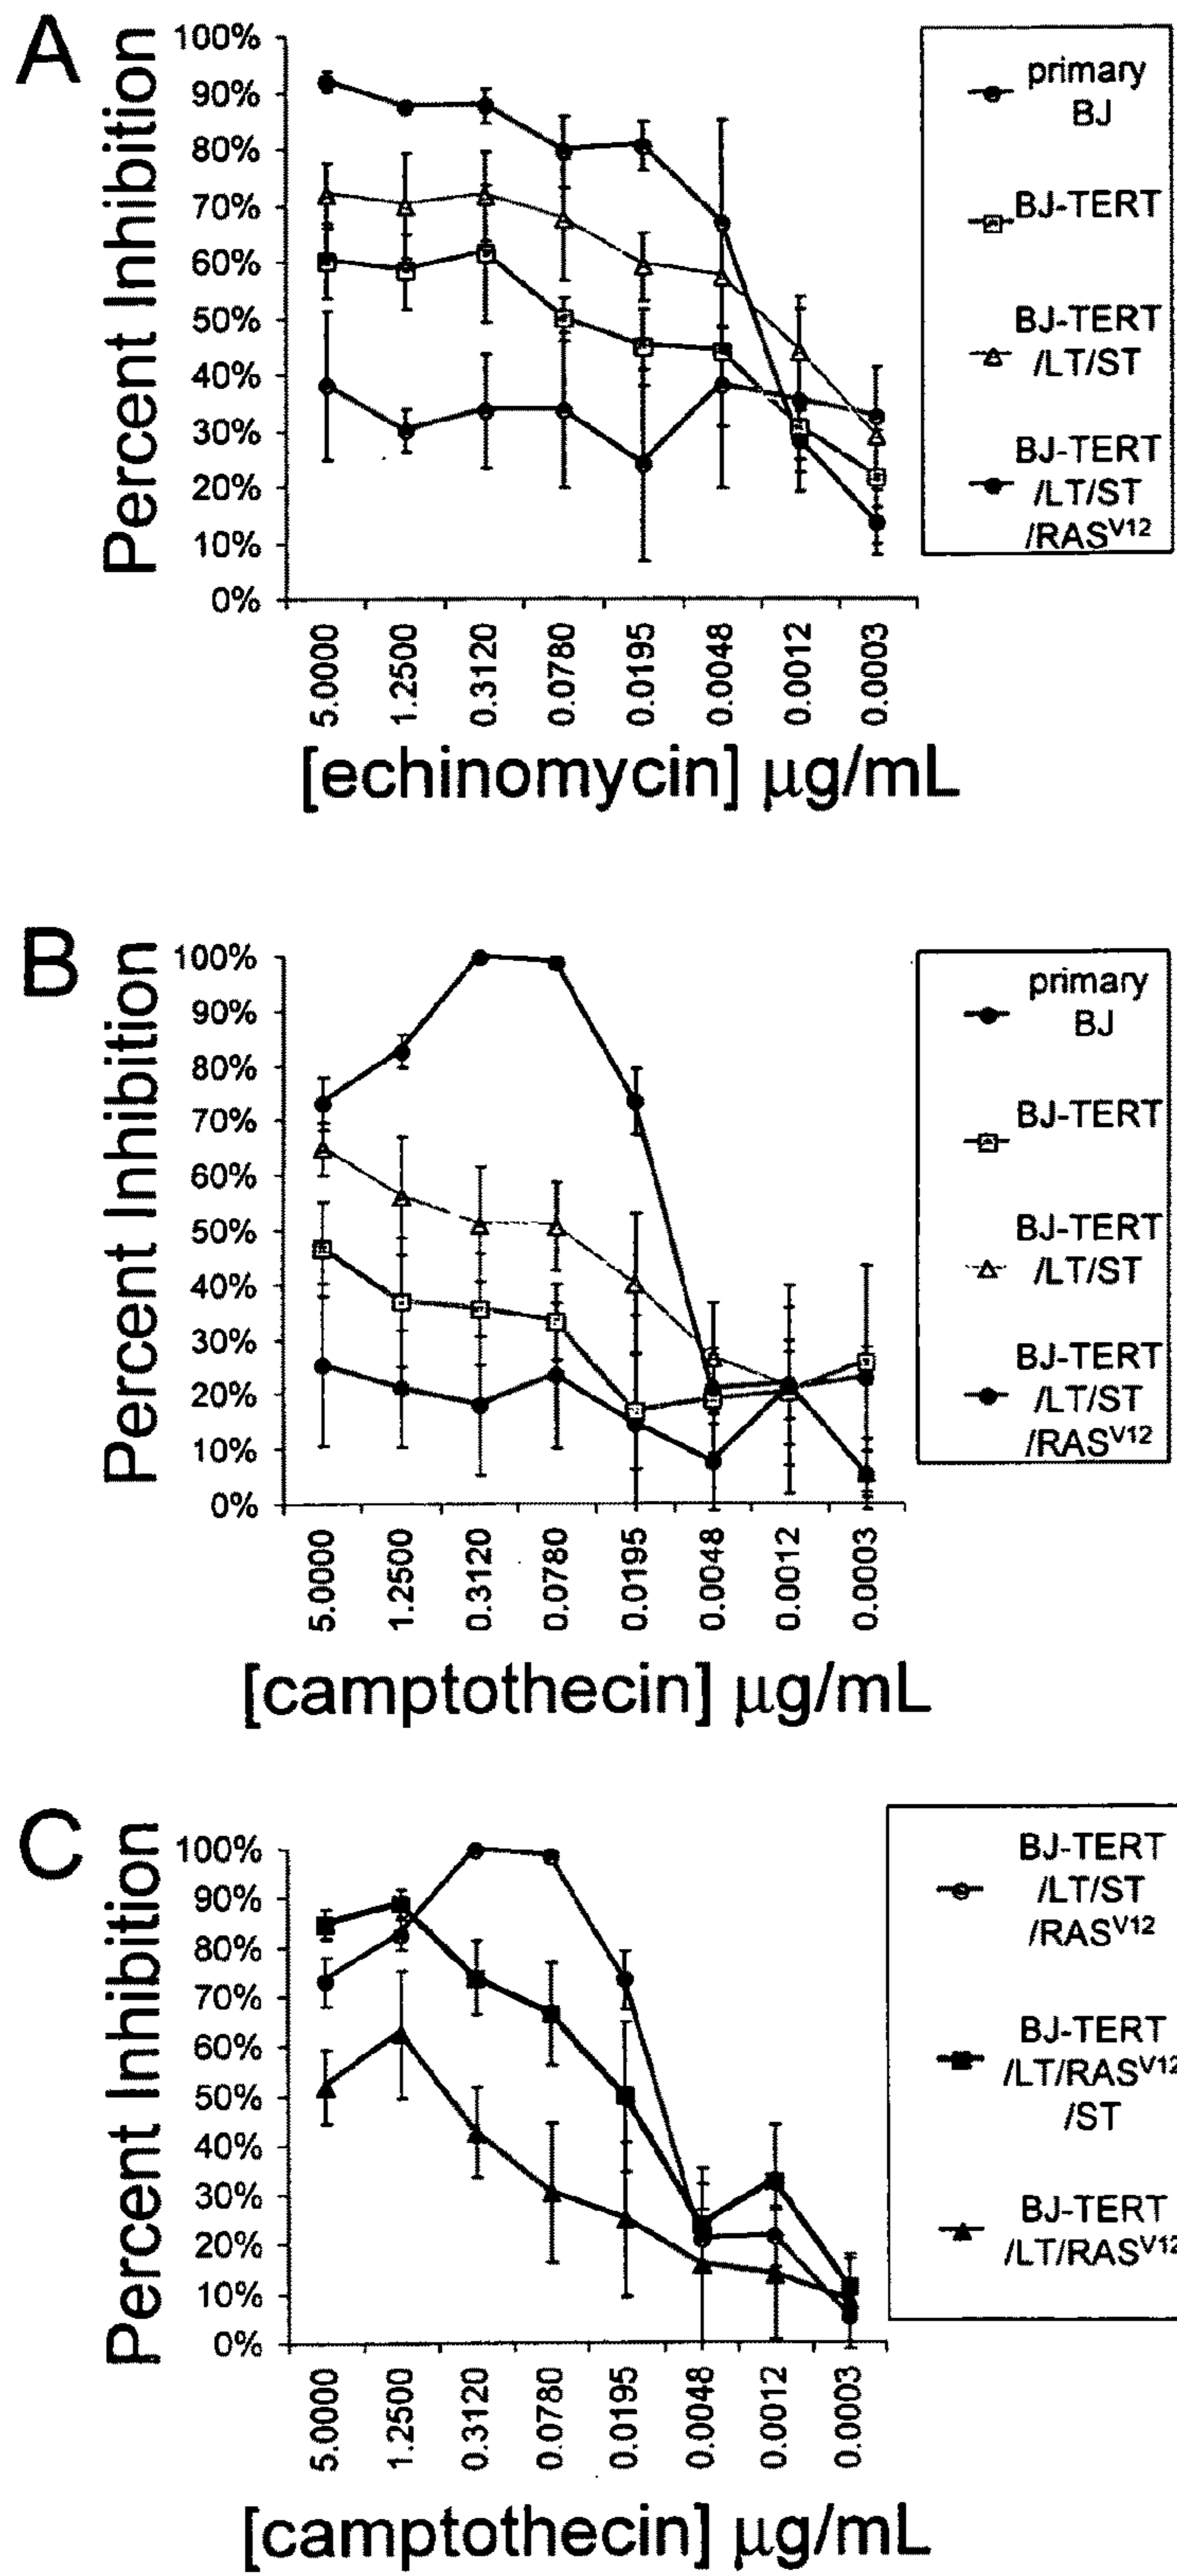 A
Percent Inhibition
100%
90%
80%
70%
60%
50%
40%
30%
20%
10%
0%
5.0000
1.2500
0.3120
0.0780
0.0195
0.0048
0.0012
0.0003
[echinomycin] µg/mL
primary
BJ
BJ-TERT
BJ-TERT
/LT/ST
BJ-TERT
/LT/ST
/RASV12
B
Percent Inhibition
100%
90%
80%
70%
60%
50%
40%
30%
20%
10%
0%
5.0000
1.2500
0.3120
0.0780
0.0195
0.0048
0.0012
0.0003
[camptothecin] µg/mL
primary
BJ
BJ-TERT
BJ-TERT
/LT/ST
BJ-TERT
/LT/ST
/RASV12
C
Percent Inhibition
100%
90%
80%
70%
60%
50%
40%
30%
20%
10%
0%
5.0000
1.2500
0.3120
0.0780
0.0195
0.0048
0.0012
0.0003
[camptothecin] µg/mL
BJ-TERT
/LT/ST
/RASV12
BJ-TERT
/LT/RASV12
/ST
BJ-TERT
/LT/RASV12